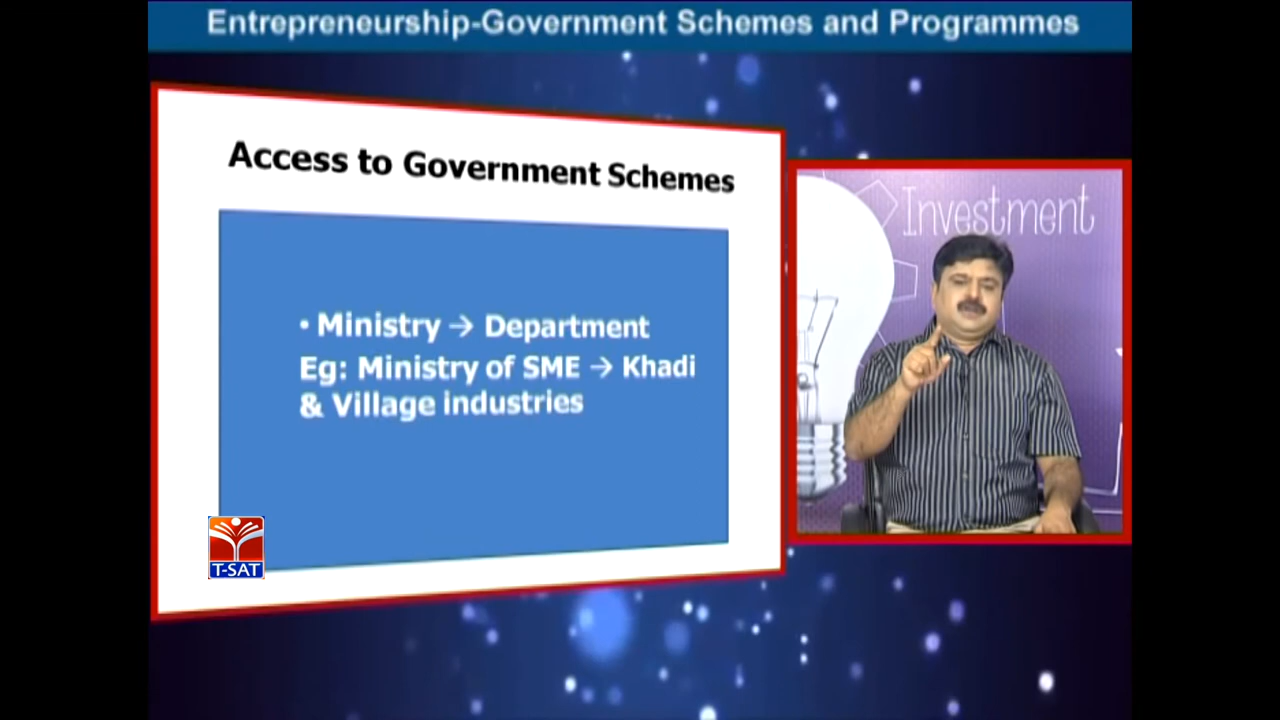 Entrepreneurship-Government Schemes and Programmes
Access to Government Schemes
• Ministry → Department
Eg: Ministry of SME → Khadi
& Village industries
T-SAT
Investment